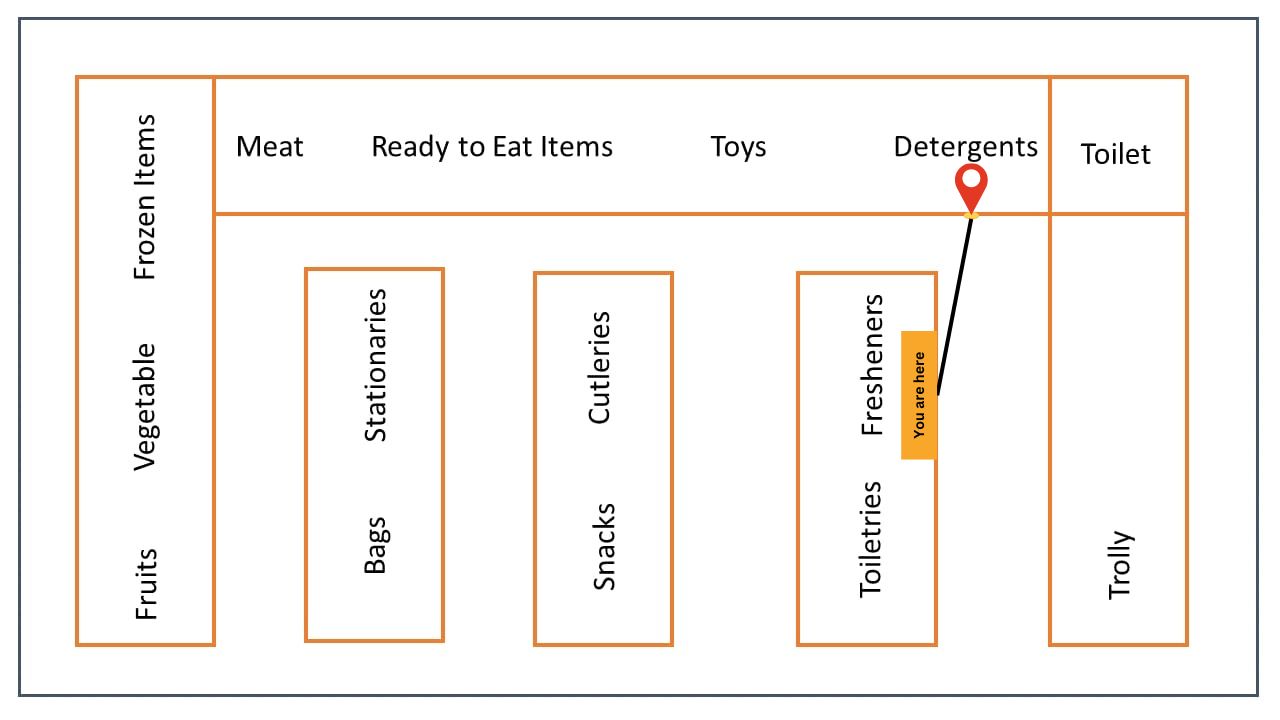 Meat
Ready to Eat Items
Toys
Detergents
Toilet
Frozen Items
Vegetable
Fruits
Stationaries
Bags
Cutleries
Snacks
Fresheners
Toiletries
You are here
Trolly